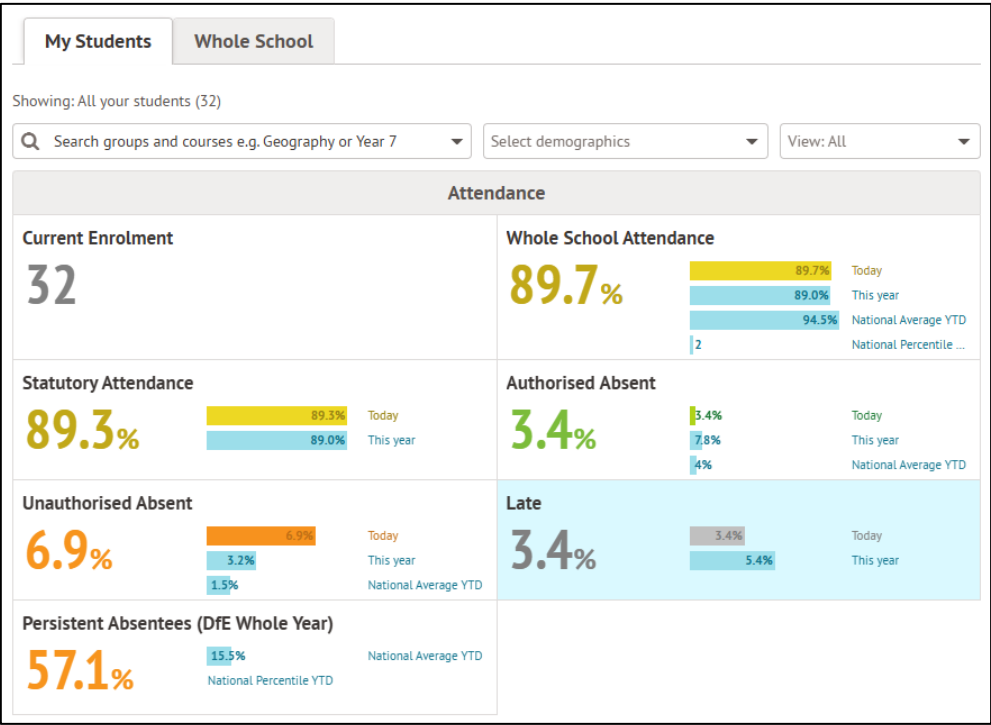 My Students
Whole School
Showing: All your students (32)
Search groups and courses e.g. Geography or Year 7
Select demographics
View: All
Attendance
Current Enrolment
32
Whole School Attendance
89.7%
89.7% Today
89.0% This year
94.5% National Average YTD
2 National Percentile ...
Statutory Attendance
89.3%
89.3% Today
89.0% This year
Authorised Absent
3.4%
3.4% Today
7.8% This year
4% National Average YTD
Unauthorised Absent
6.9%
6.9% Today
3.2% This year
1.5% National Average YTD
Late
3.4%
3.4% Today
5.4% This year
Persistent Absentees (DfE Whole Year)
57.1%
15.5% National Average YTD
National Percentile YTD